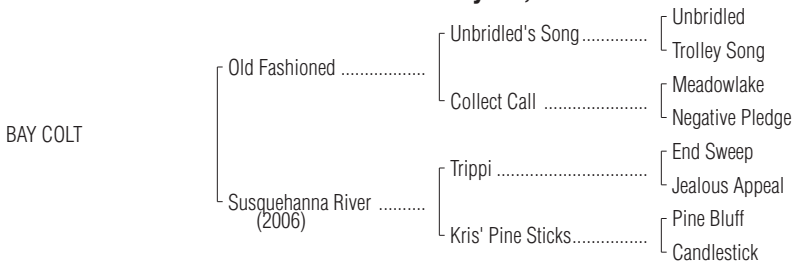 Unbridled
Unbridled's Song..............
Trolley Song
Old Fashioned ..................
Meadowlake
Collect Call ......................
Negative Pledge
BAY COLT
End Sweep
Trippi ................................
Jealous Appeal
Susquehanna River ..........
(2006)
Pine Bluff
Kris' Pine Sticks................
Candlestick